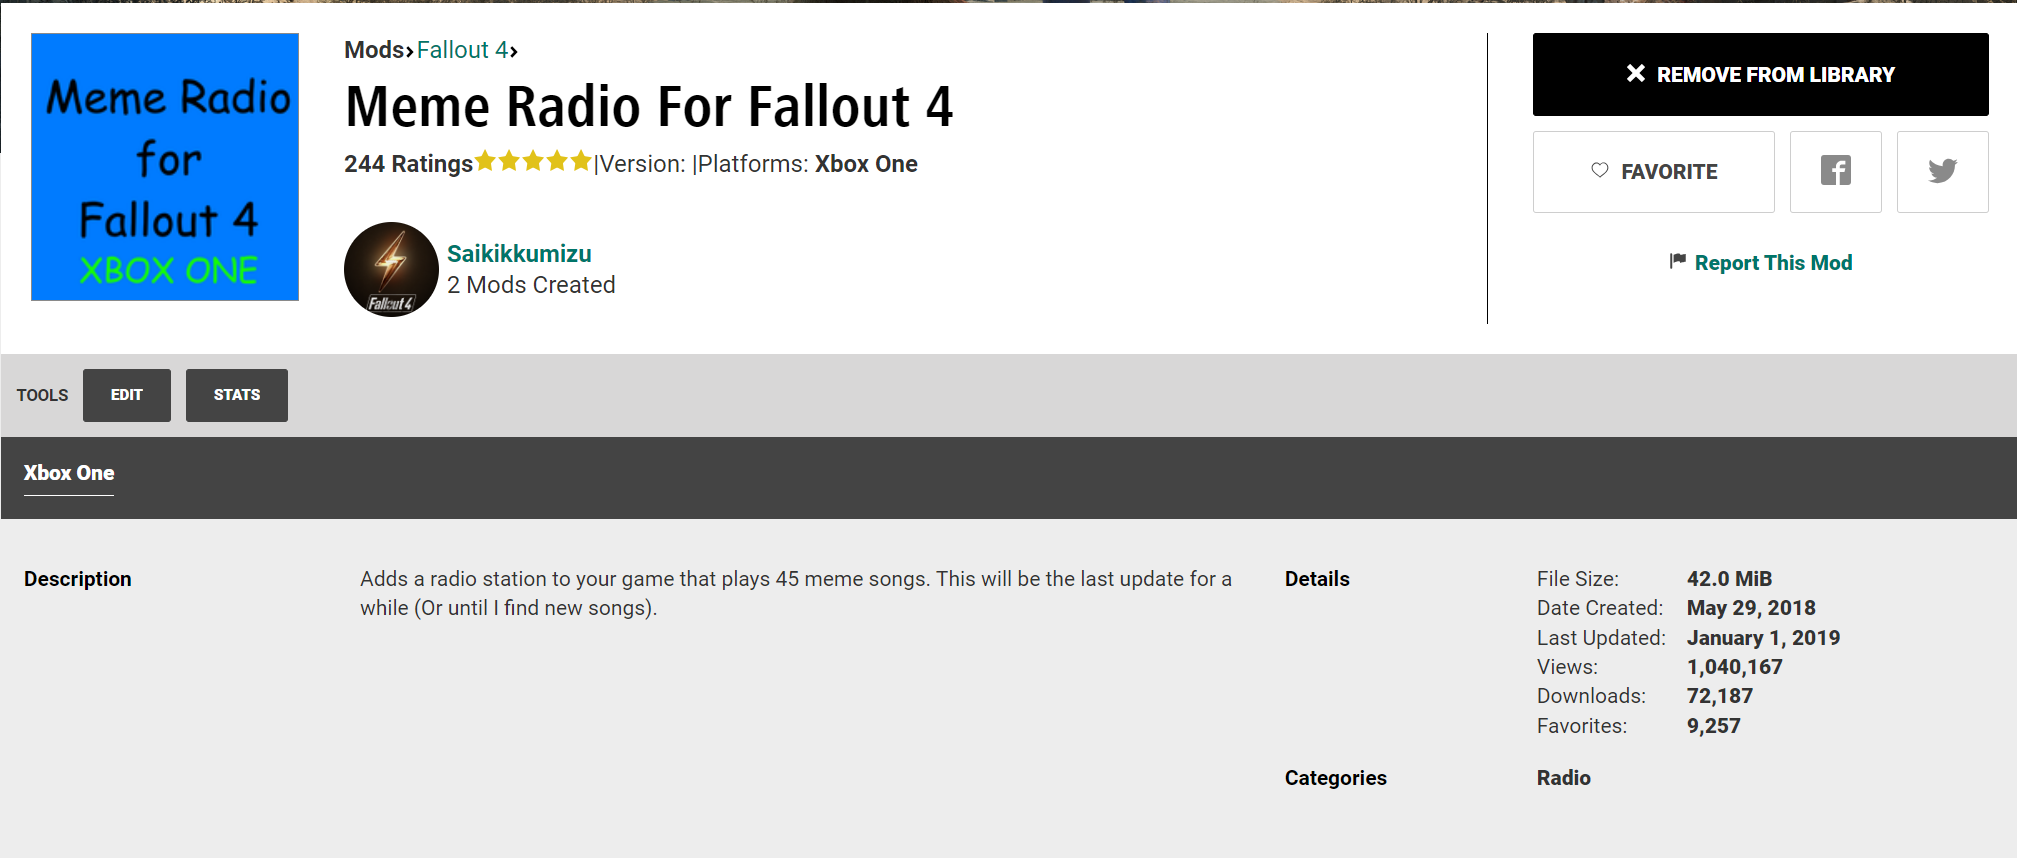 Meme Radio
for
Fallout 4
XBOX ONE
Mods›Fallout 4›
Meme Radio For Fallout 4
244 Ratings★★★★★|Version: |Platforms: Xbox One
Fallout 4
Saikikkumizu
2 Mods Created
REMOVE FROM LIBRARY
FAVORITE
Report This Mod
TOOLS EDIT STATS
Xbox One
Description
Adds a radio station to your game that plays 45 meme songs. This will be the last update for a
while (Or until I find new songs).
Details
File Size: 42.0 MiB
Date Created: May 29, 2018
Last Updated: January 1, 2019
Views: 1,040,167
Downloads: 72,187
Favorites: 9,257
Categories Radio